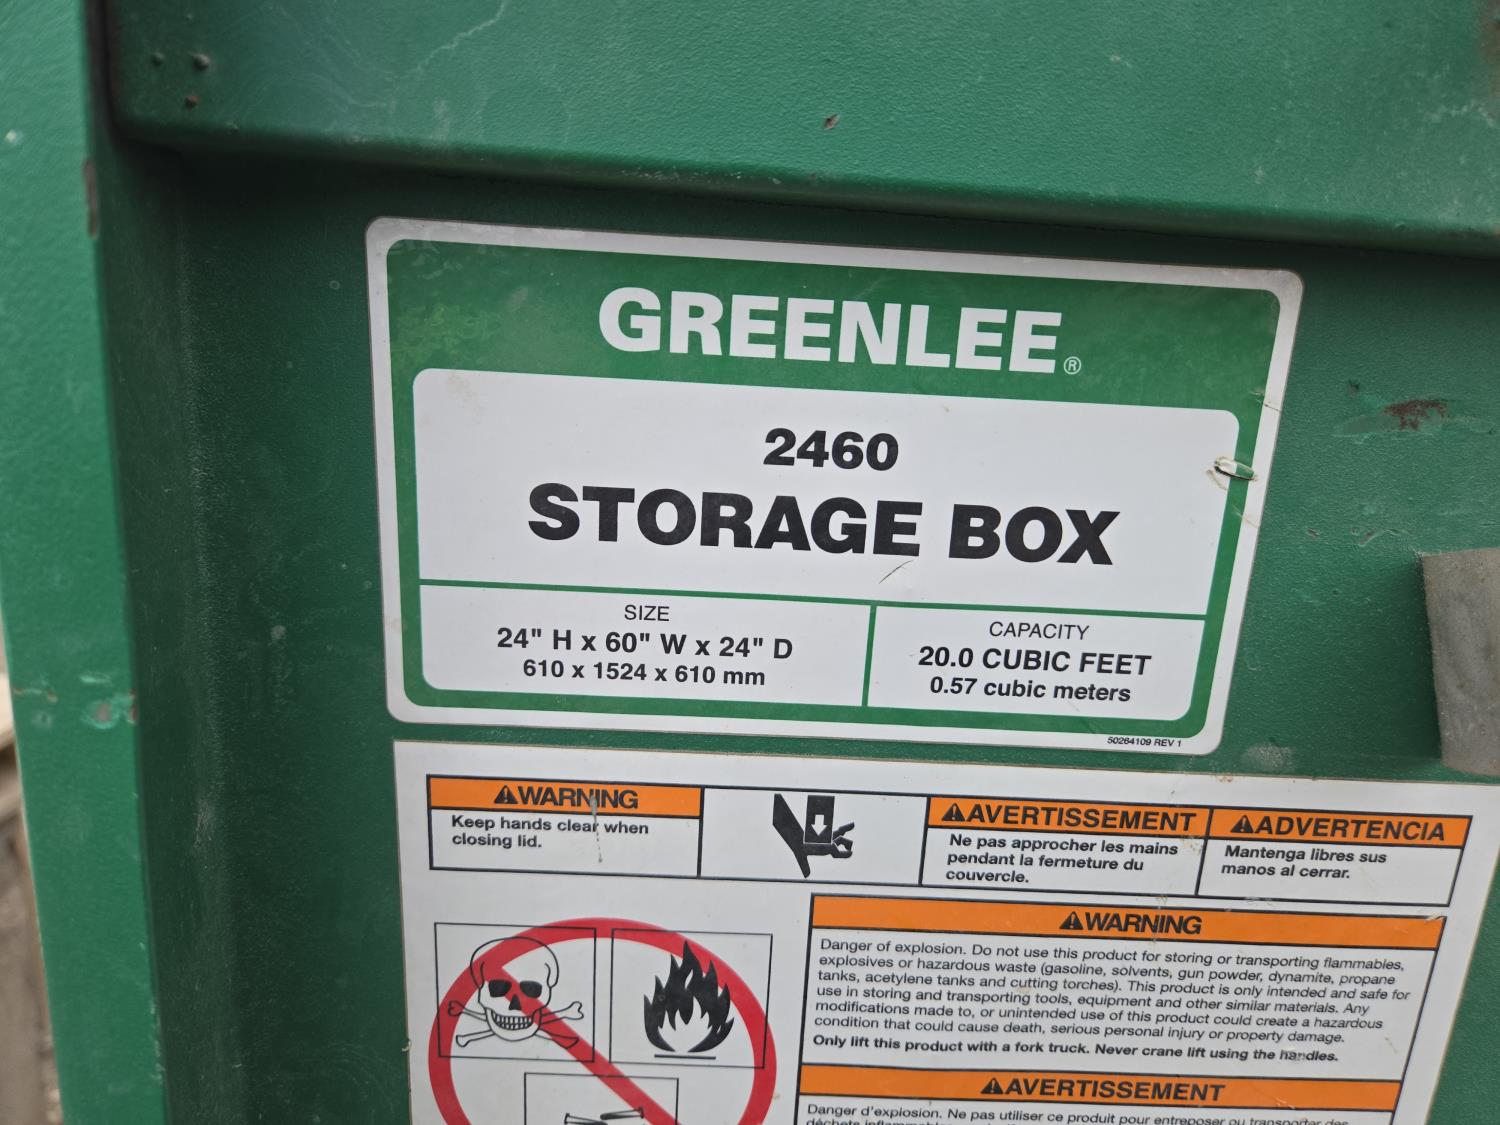 GREENLEE®
2460
STORAGE BOX
SIZE
24" H x 60" W x 24" D
610 x 1524 x 610 mm
CAPACITY
20.0 CUBIC FEET
0.57 cubic meters
50264109 REV 1
⚠WARNING
Keep hands clear when
closing lid.
⚠AVERTISSEMENT
Ne pas approcher les mains
pendant la fermeture du
couvercle.
⚠ADVERTENCIA
Mantenga libres sus
manos al cerrar.
⚠WARNING
Danger of explosion. Do not use this product for storing or transporting flammables,
explosives or hazardous waste (gasoline, solvents, gun powder, dynamite, propane
tanks, acetylene tanks and cutting torches). This product is only intended and safe for
use in storing and transporting tools, equipment and other similar materials. Any
modifications made to, or unintended use of this product could create a hazardous
condition that could cause death, serious personal injury or property damage.
Only lift this product with a fork truck. Never crane lift using the handles.
⚠AVERTISSEMENT
Danger d'explosion. Ne pas utiliser ce produit pour entreposer ou transporter des
déchets